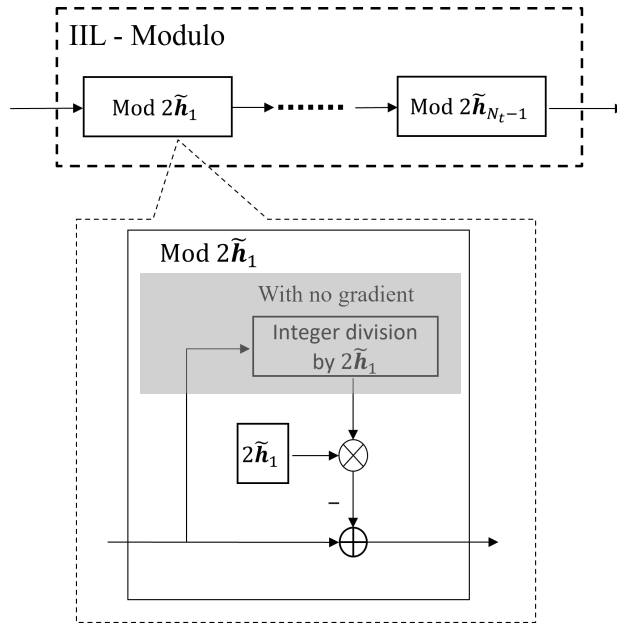 IIL - Modulo
Mod 2𝒉̃₁
Mod 2𝒉̃_{N_t−1}
Mod 2𝒉̃₁
With no gradient
Integer division
by 2𝒉̃₁
2𝒉̃₁
−